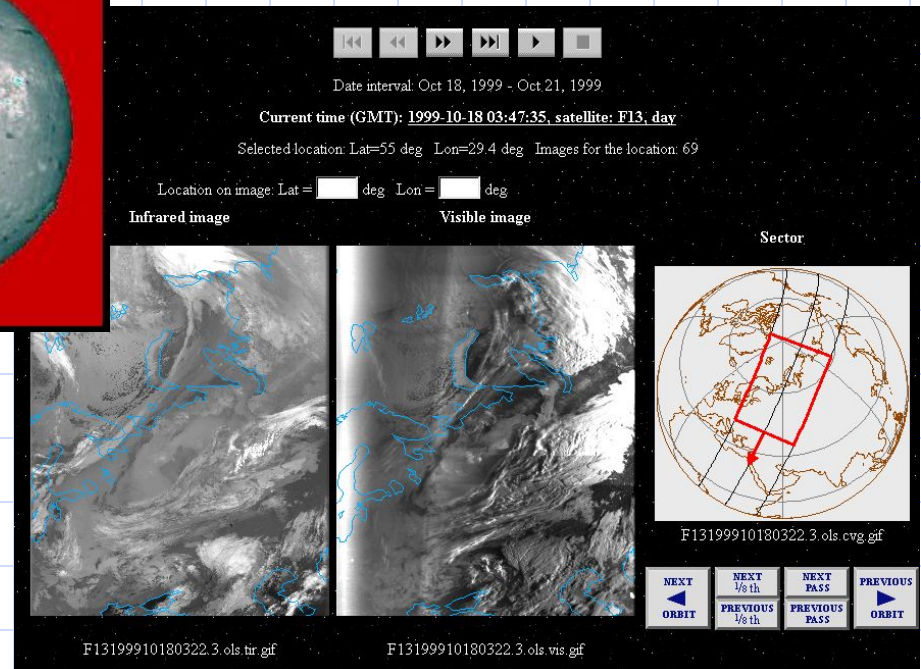 Date interval: Oct 18, 1999 - Oct 21, 1999
Current time (GMT): 1999-10-18 03:47:35, satellite: F13, day
Selected location: Lat=55 deg Lon=29.4 deg Images for the location: 69
Location on image: Lat = deg Lon = deg
Infrared image
Visible image
Sector
F13199910180322.3.ols.cvg.gif
NEXT
ORBIT
NEXT
1/8 th
PREVIOUS
1/8 th
NEXT
PASS
PREVIOUS
PASS
PREVIOUS
ORBIT
F13199910180322.3.ols.tir.gif
F13199910180322.3.ols.vis.gif